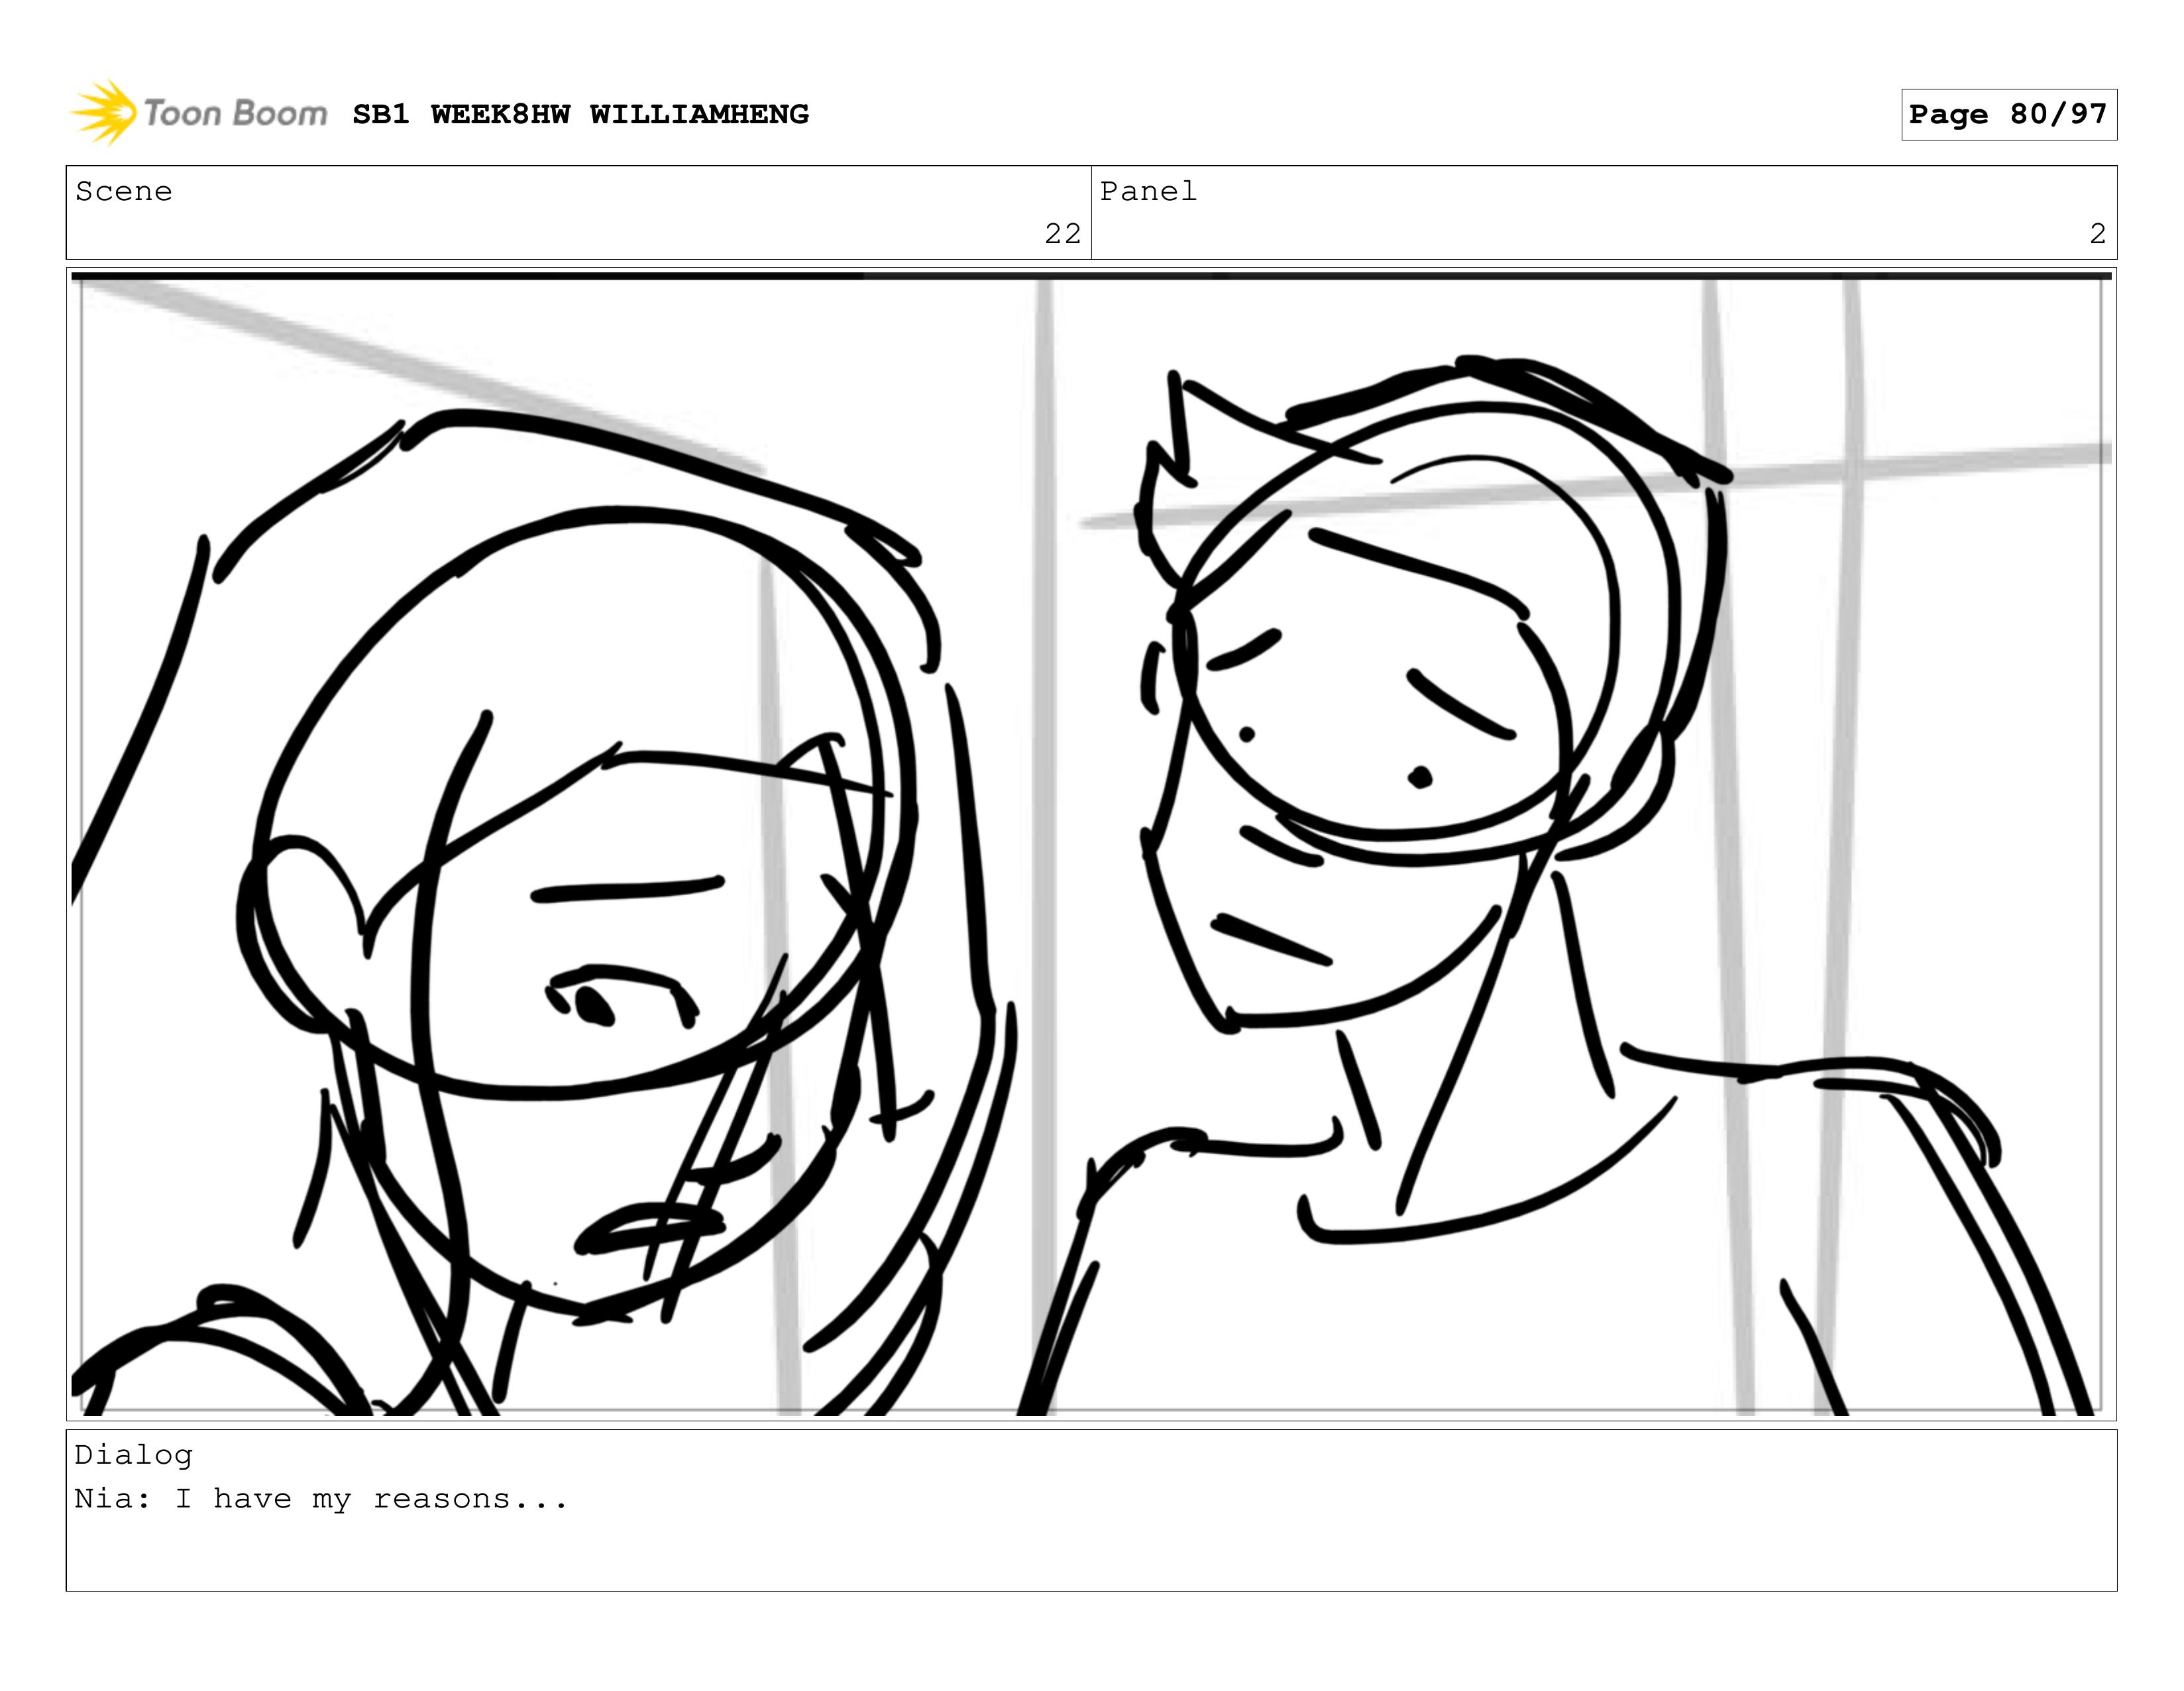 Toon Boom SB1 WEEK8HW WILLIAMHENG Page 80/97
Scene Panel
22 2
Dialog
Nia: I have my reasons...